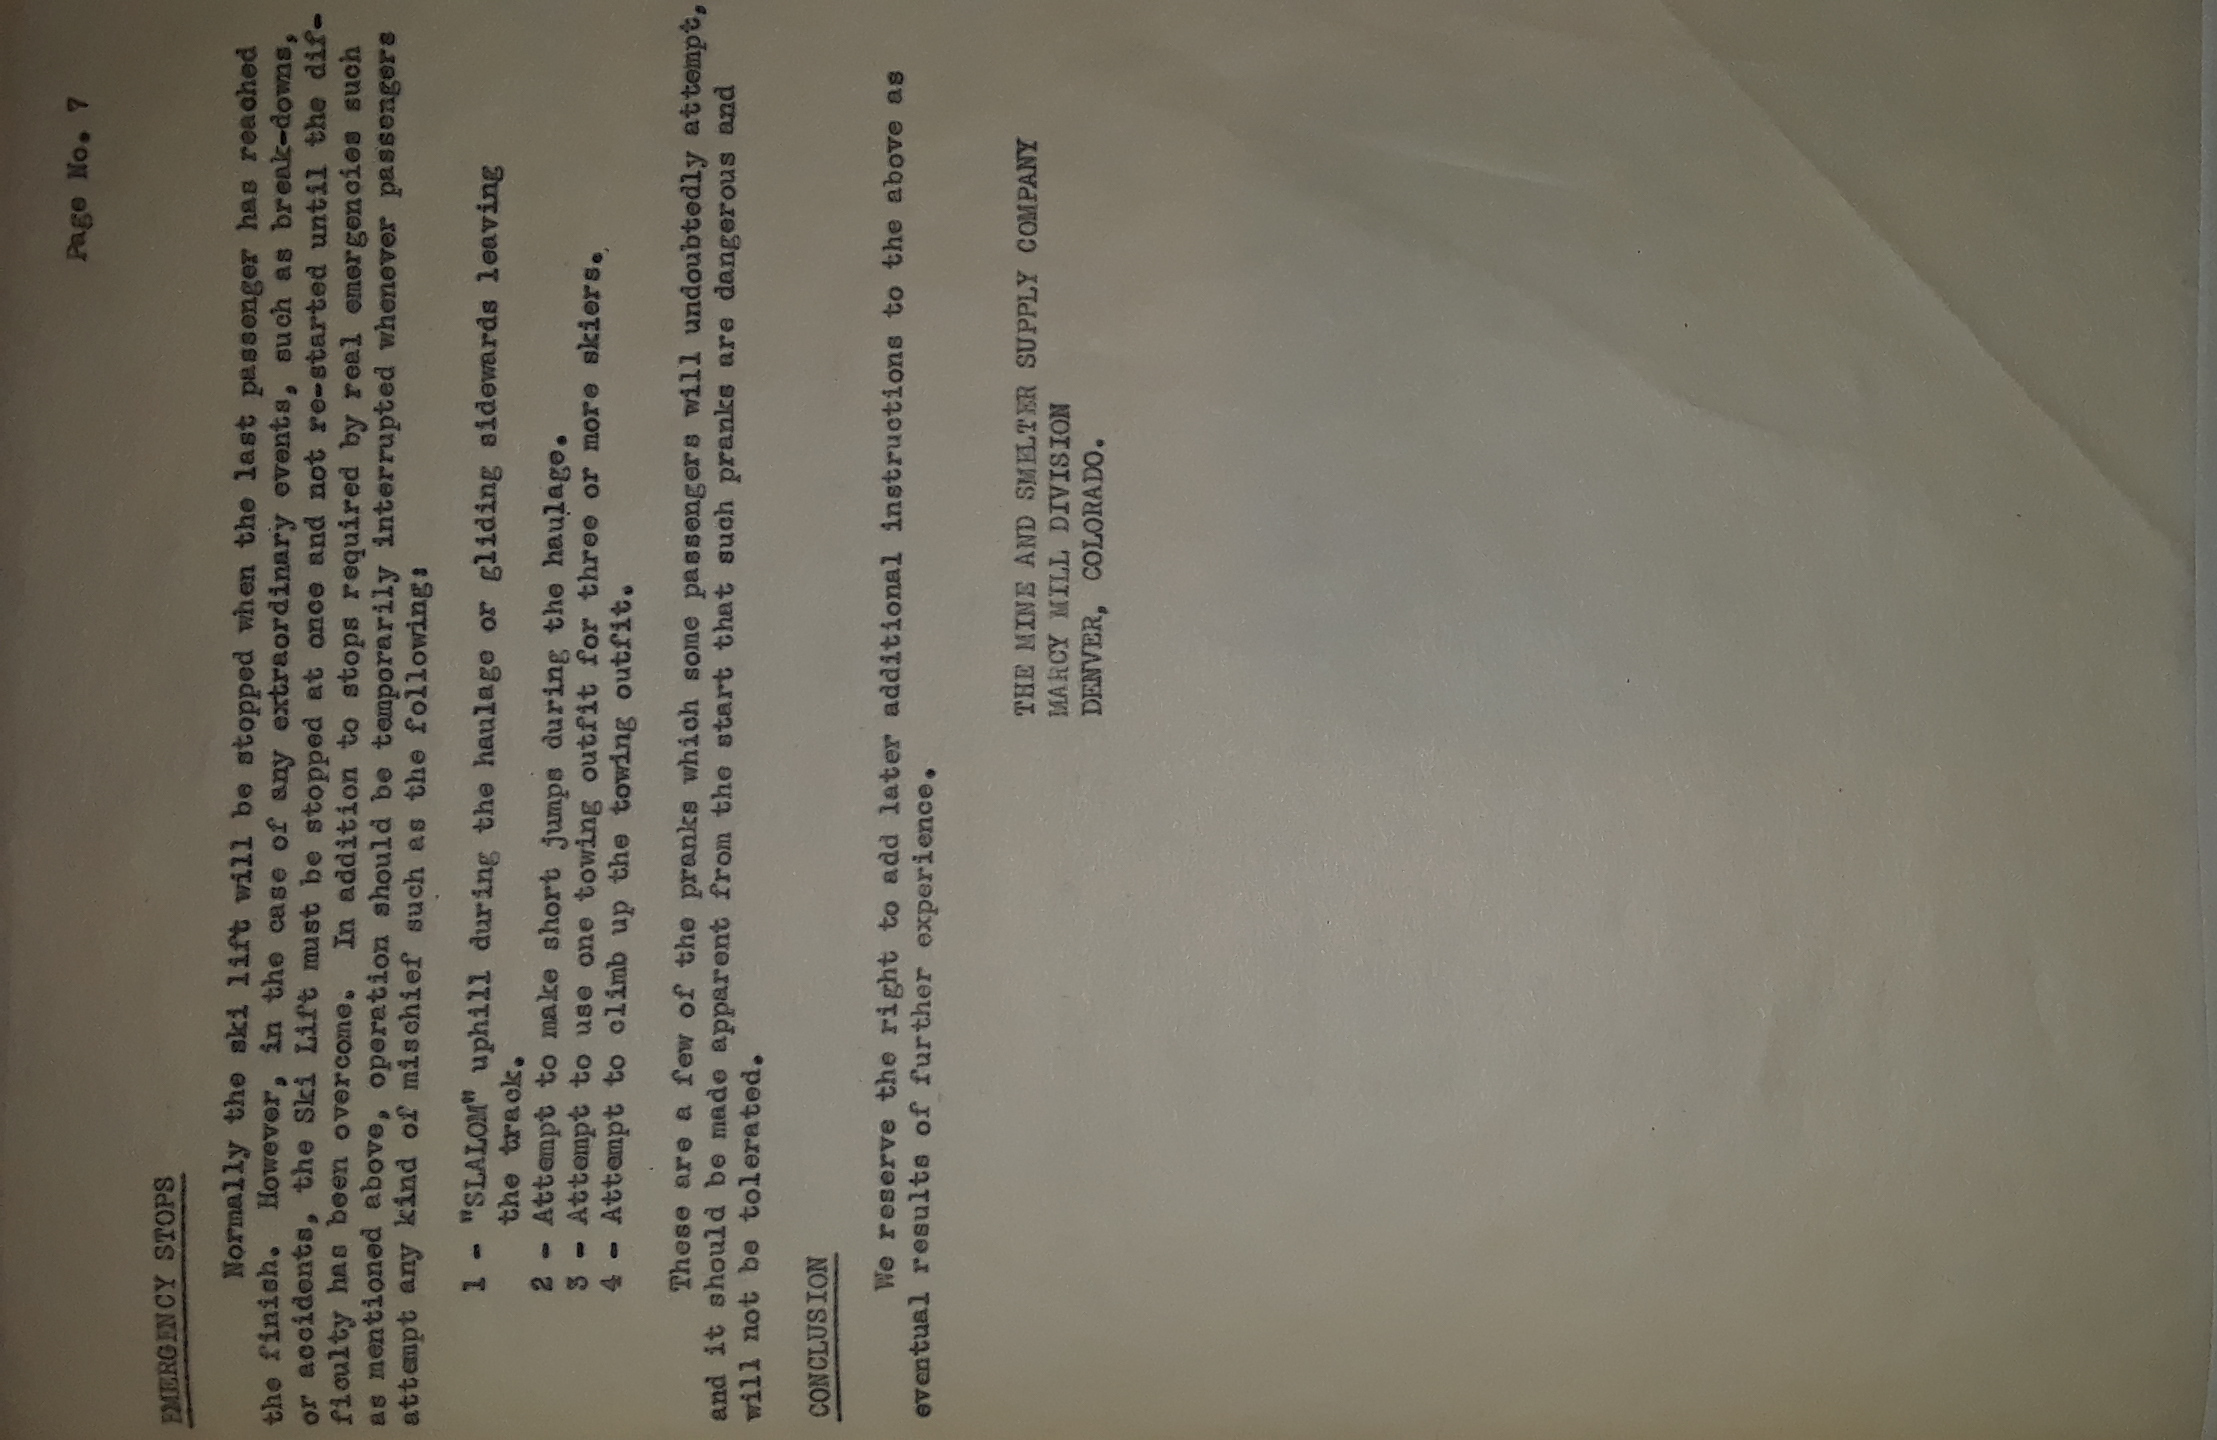 Page No. 7
EMERGENCY STOPS
Normally the ski lift will be stopped when the last passenger has reached
the finish. However, in the case of any extraordinary events, such as break-downs,
or accidents, the Ski Lift must be stopped at once and not re-started until the dif-
ficulty has been overcome. In addition to stops required by real emergencies such
as mentioned above, operation should be temporarily interrupted whenever passengers
attempt any kind of mischief such as the following:
1 - "SLALOM" uphill during the haulage or gliding sidewards leaving
the track.
2 - Attempt to make short jumps during the haulage.
3 - Attempt to use one towing outfit for three or more skiers.
4 - Attempt to climb up the towing outfit.
These are a few of the pranks which some passengers will undoubtedly attempt,
and it should be made apparent from the start that such pranks are dangerous and
will not be tolerated.
CONCLUSION
We reserve the right to add later additional instructions to the above as
eventual results of further experience.
THE MINE AND SMELTER SUPPLY COMPANY
MARCY MILL DIVISION
DENVER, COLORADO.